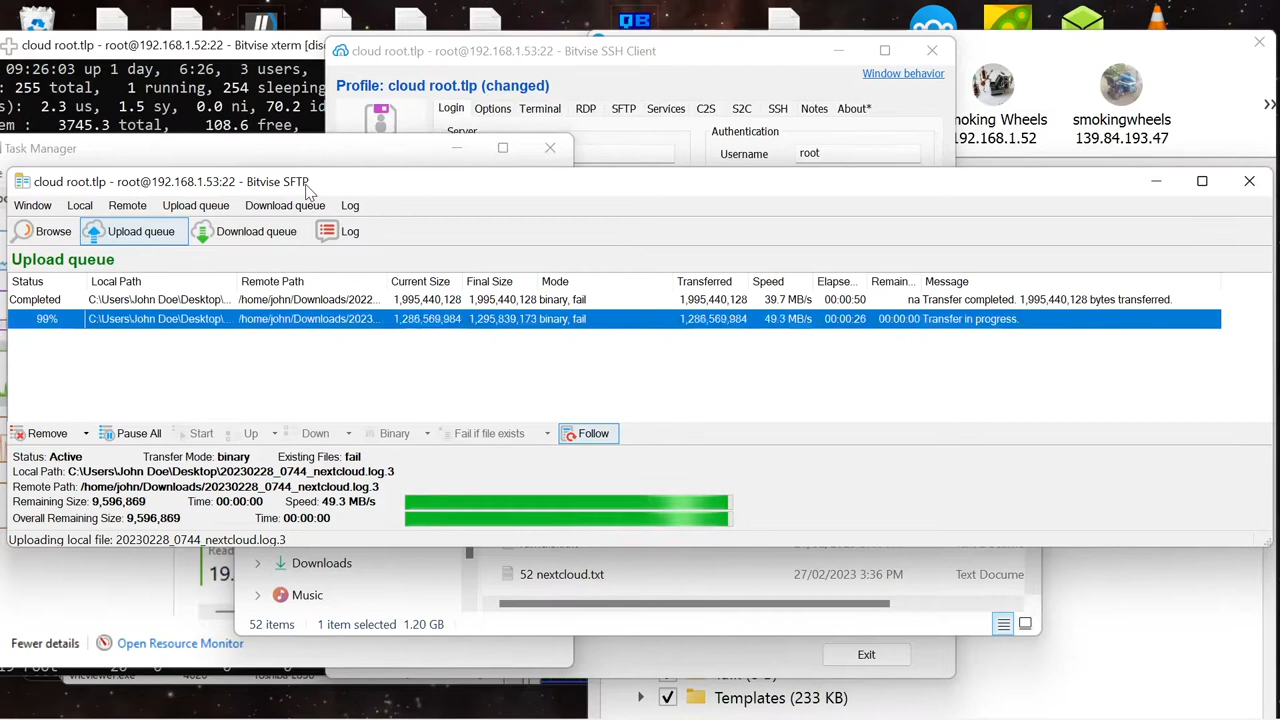 QB
cloud root.tlp - root@192.168.1.52:22 - Bitvise xterm
cloud root.tlp - root@192.168.1.53:22 - Bitvise SSH Client
09:26:03 up 1 day, 6:26, 3 users,
: 255 total, 1 running, 254 sleeping
s): 2.3 us, 1.5 sy, 0.0 ni, 70.2 id
em : 3745.3 total, 108.6 free,
Profile: cloud root.tlp (changed)
Window behavior
Login Options Terminal RDP SFTP Services C2S S2C SSH Notes About*
Server
Authentication
Username root
moking Wheels
192.168.1.52
smokingwheels
139.84.193.47
Task Manager
cloud root.tlp - root@192.168.1.53:22 - Bitvise SFTP
Window Local Remote Upload queue Download queue Log
Browse Upload queue Download queue Log
Upload queue
Status Local Path Remote Path Current Size Final Size Mode Transferred Speed Elapse... Remain... Message
Completed C:\Users\John Doe\Desktop\... /home/john/Downloads/2022... 1,995,440,128 1,995,440,128 binary, fail 1,995,440,128 39.7 MB/s 00:00:50 na Transfer completed. 1,995,440,128 bytes transferred.
99% C:\Users\John Doe\Desktop\... /home/john/Downloads/2023... 1,286,569,984 1,295,839,173 binary, fail 1,286,569,984 49.3 MB/s 00:00:26 00:00:00 Transfer in progress.
Remove Pause All Start Up Down Binary Fail if file exists Follow
Status: Active Transfer Mode: binary Existing Files: fail
Local Path: C:\Users\John Doe\Desktop\20230228_0744_nextcloud.log.3
Remote Path: /home/john/Downloads/20230228_0744_nextcloud.log.3
Remaining Size: 9,596,869 Time: 00:00:00 Speed: 49.3 MB/s
Overall Remaining Size: 9,596,869 Time: 00:00:00
Uploading local file: 20230228_0744_nextcloud.log.3
Read
19.
Downloads
52 nextcloud.txt 27/02/2023 3:36 PM Text Docume
Music
52 items 1 item selected 1.20 GB
Fewer details Open Resource Monitor
Exit
vncviewer.exe 4020
Templates (233 KB)